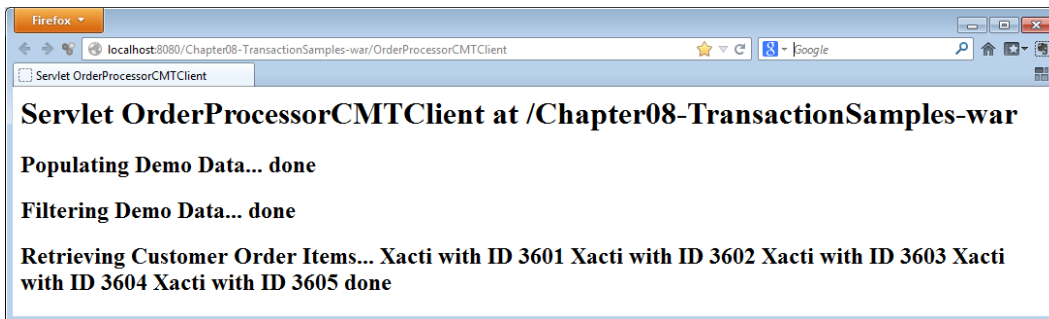 Firefox
localhost:8080/Chapter08-TransactionSamples-war/OrderProcessorCMTClient
Google
Servlet OrderProcessorCMTClient
Servlet OrderProcessorCMTClient at /Chapter08-TransactionSamples-war
Populating Demo Data... done
Filtering Demo Data... done
Retrieving Customer Order Items... Xacti with ID 3601 Xacti with ID 3602 Xacti with ID 3603 Xacti
with ID 3604 Xacti with ID 3605 done